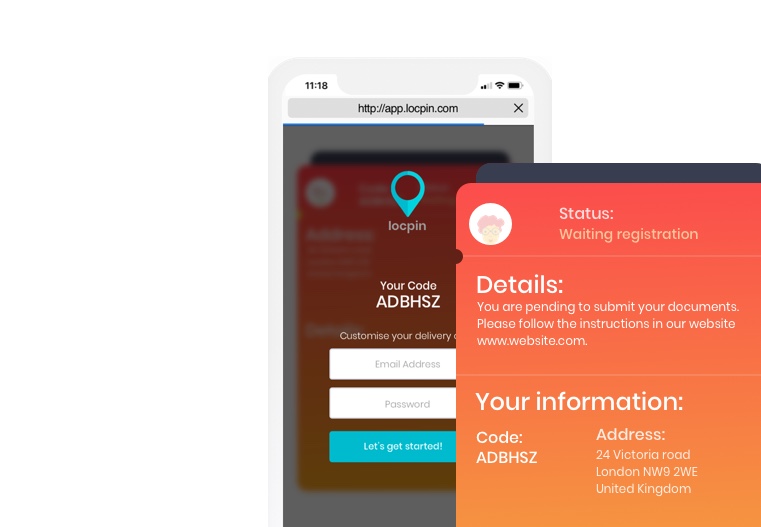 11:18
http://app.locpin.com
locpin
Your Code
ADBHSZ
Customise your delivery
Email Address
Password
Let's get started!
Status:
Waiting registration
Details:
You are pending to submit your documents.
Please follow the instructions in our website
www.website.com.
Your information:
Code:
ADBHSZ
Address:
24 Victoria road
London NW9 2WE
United Kingdom